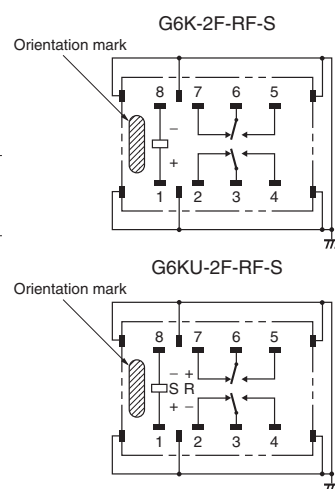 G6K-2F-RF-S
Orientation mark
8 7 6 5
−
+
1 2 3 4
G6KU-2F-RF-S
Orientation mark
8 7 6 5
− +
S R
+ −
1 2 3 4